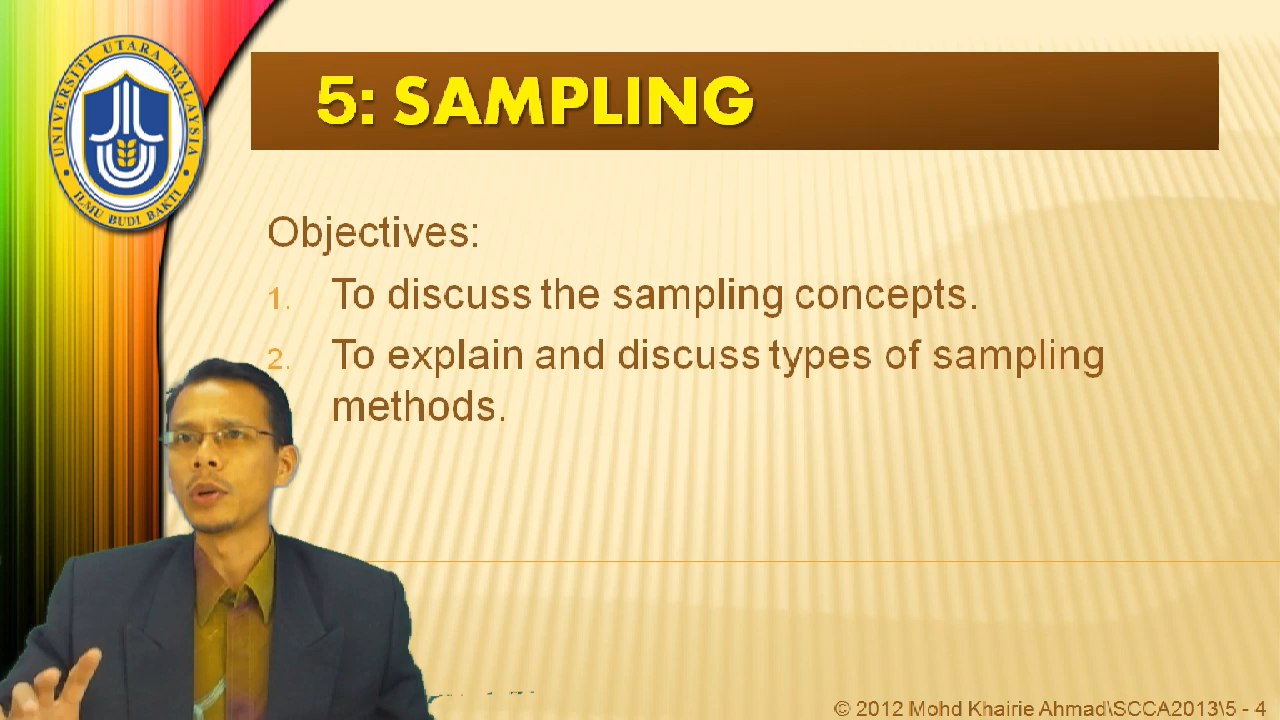 UNIVERSITI UTARA MALAYSIA
ILMU BUDI BAKTI
5: SAMPLING
Objectives:
1. To discuss the sampling concepts.
2. To explain and discuss types of sampling
methods.
© 2012 Mohd Khairie Ahmad\SCCA2013\5 - 4